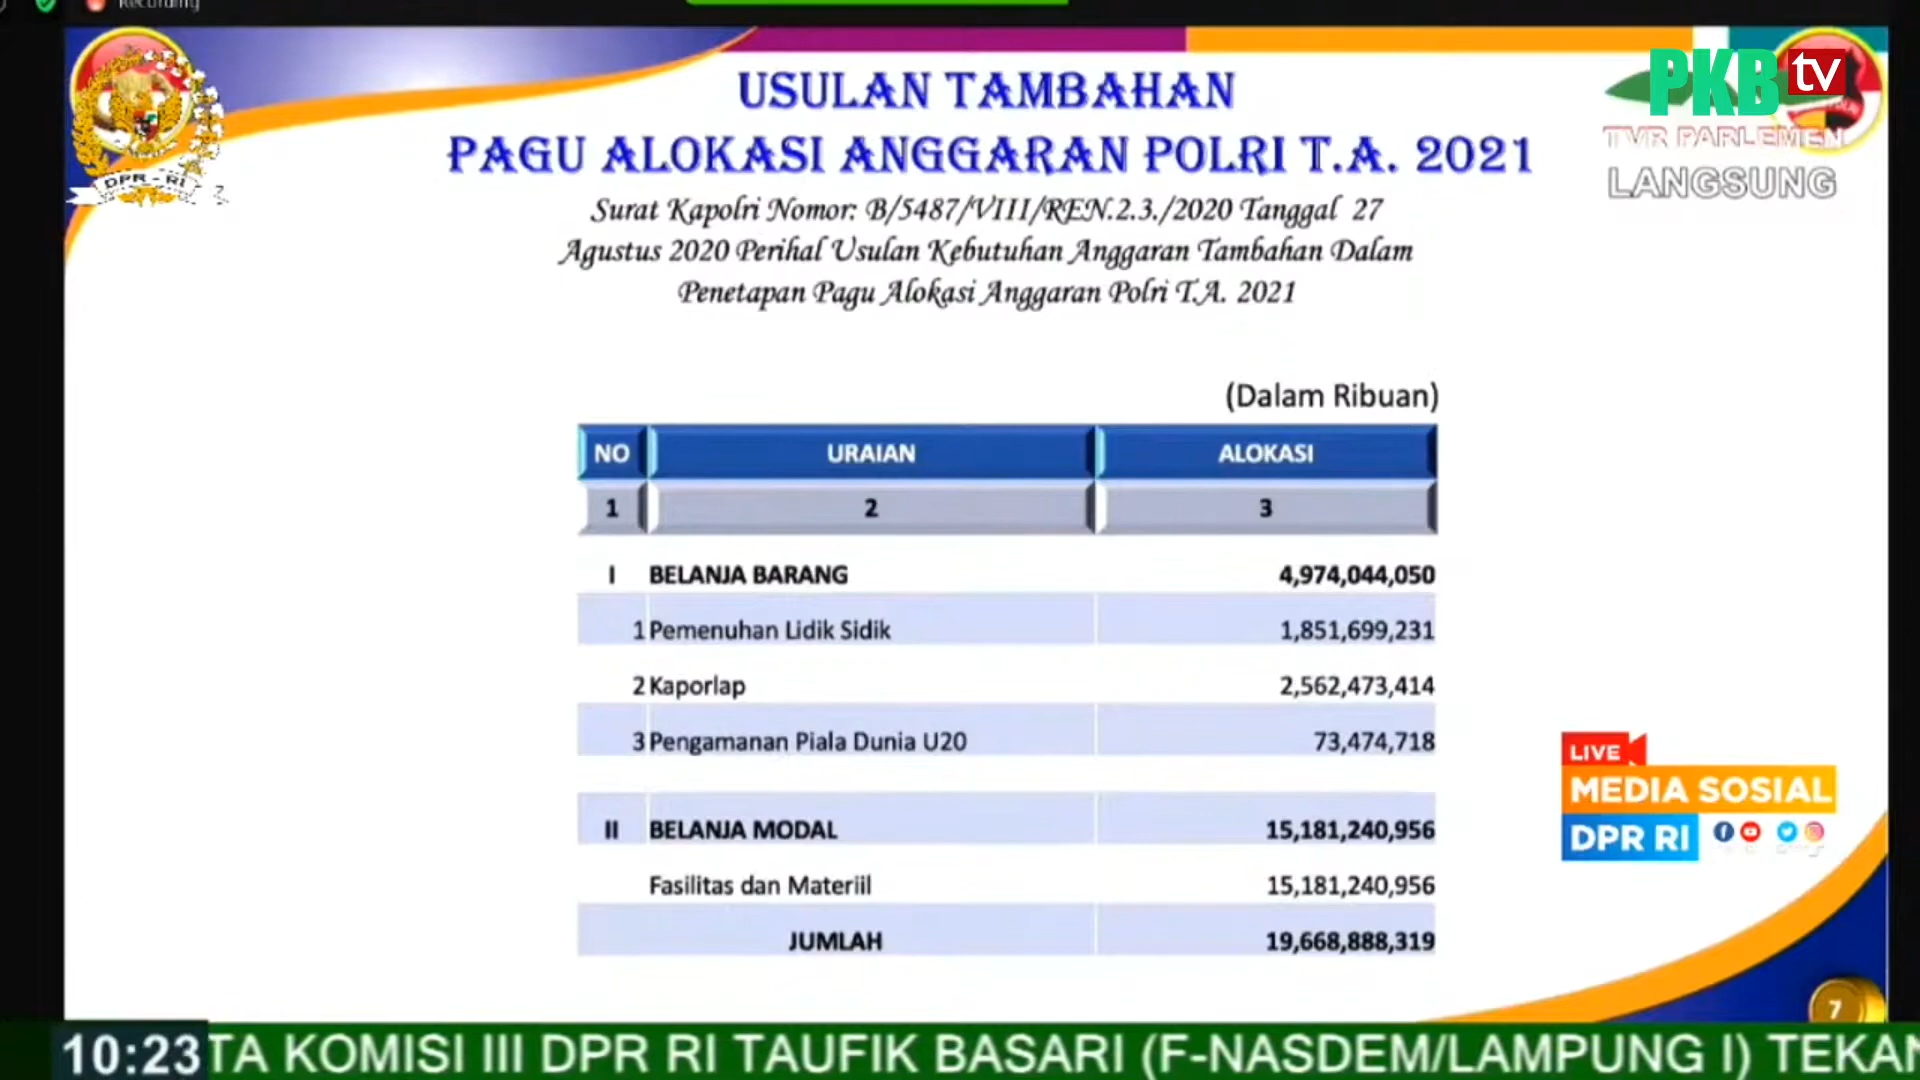 Recording
USULAN TAMBAHAN
PAGU ALOKASI ANGGARAN POLRI T.A. 2021
Surat Kapolri Nomor: B/5487/VIII/REN.2.3./2020 Tanggal 27
Agustus 2020 Perihal Usulan Kebutuhan Anggaran Tambahan Dalam
Penetapan Pagu Alokasi Anggaran Polri T.A. 2021
DPR - RI
PKB tv
TVR PARLEMEN
LANGSUNG
(Dalam Ribuan)
NO URAIAN ALOKASI
1 2 3
I BELANJA BARANG 4,974,044,050
1 Pemenuhan Lidik Sidik 1,851,699,231
2 Kaporlap 2,562,473,414
3 Pengamanan Piala Dunia U20 73,474,718
II BELANJA MODAL 15,181,240,956
Fasilitas dan Materiil 15,181,240,956
JUMLAH 19,668,888,319
LIVE
MEDIA SOSIAL
DPR RI
7
10:23 TA KOMISI III DPR RI TAUFIK BASARI (F-NASDEM/LAMPUNG I) TEKAN